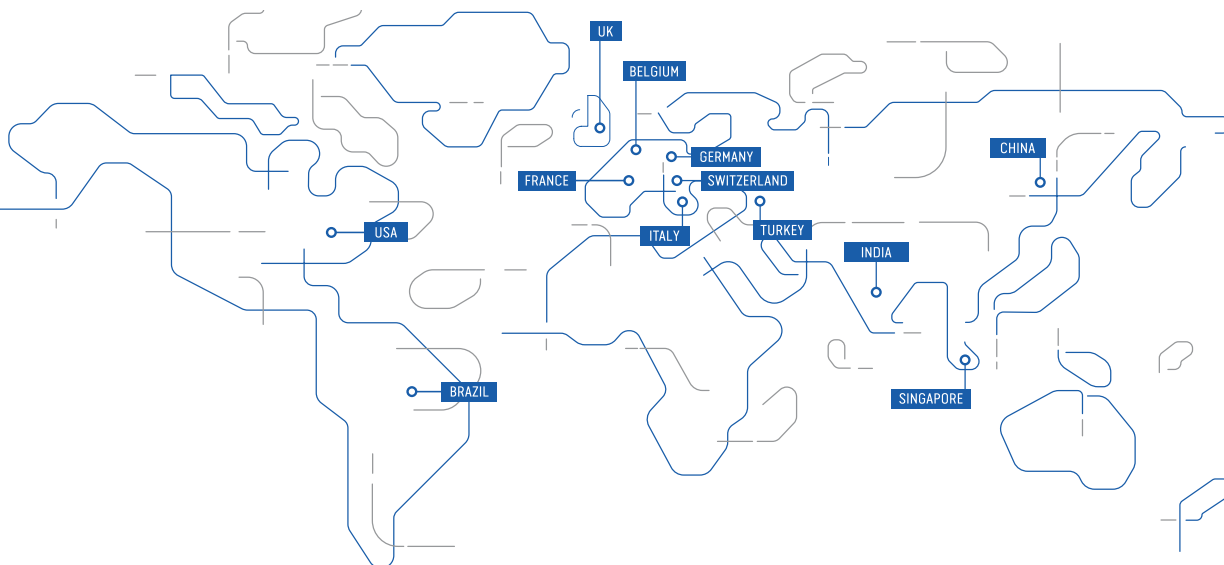 UK
BELGIUM
CHINA
GERMANY
FRANCE
SWITZERLAND
USA
ITALY
TURKEY
INDIA
BRAZIL
SINGAPORE